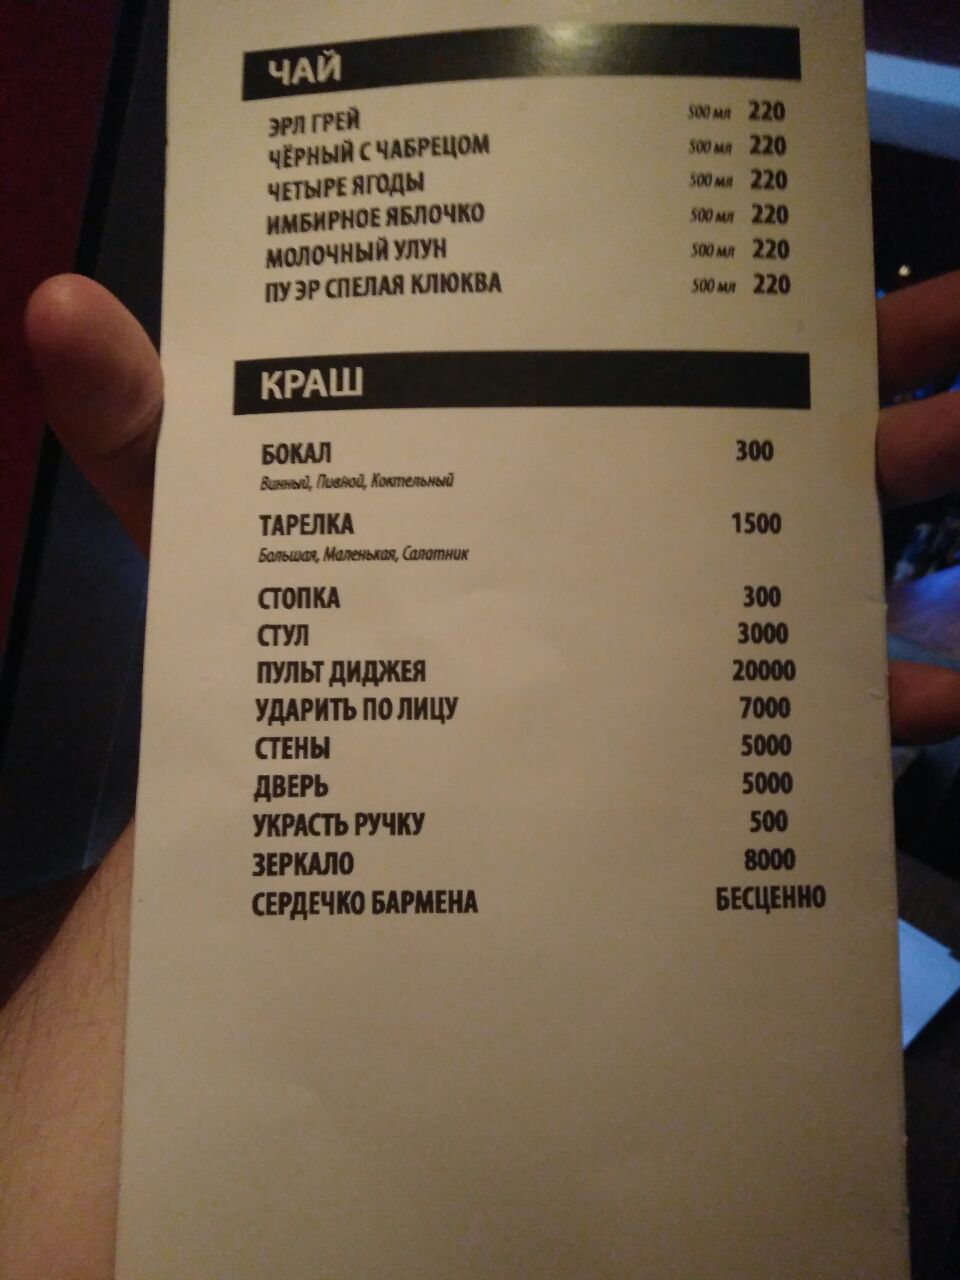 ЧАЙ
ЭРЛ ГРЕЙ 500 мл 220
ЧЁРНЫЙ С ЧАБРЕЦОМ 500 мл 220
ЧЕТЫРЕ ЯГОДЫ 500 мл 220
ИМБИРНОЕ ЯБЛОЧКО 500 мл 220
МОЛОЧНЫЙ УЛУН 500 мл 220
ПУ ЭР СПЕЛАЯ КЛЮКВА 500 мл 220
КРАШ
БОКАЛ 300
Винный, Пивной, Коктельный
ТАРЕЛКА 1500
Большая, Маленькая, Салатник
СТОПКА 300
СТУЛ 3000
ПУЛЬТ ДИДЖЕЯ 20000
УДАРИТЬ ПО ЛИЦУ 7000
СТЕНЫ 5000
ДВЕРЬ 5000
УКРАСТЬ РУЧКУ 500
ЗЕРКАЛО 8000
СЕРДЕЧКО БАРМЕНА БЕСЦЕННО